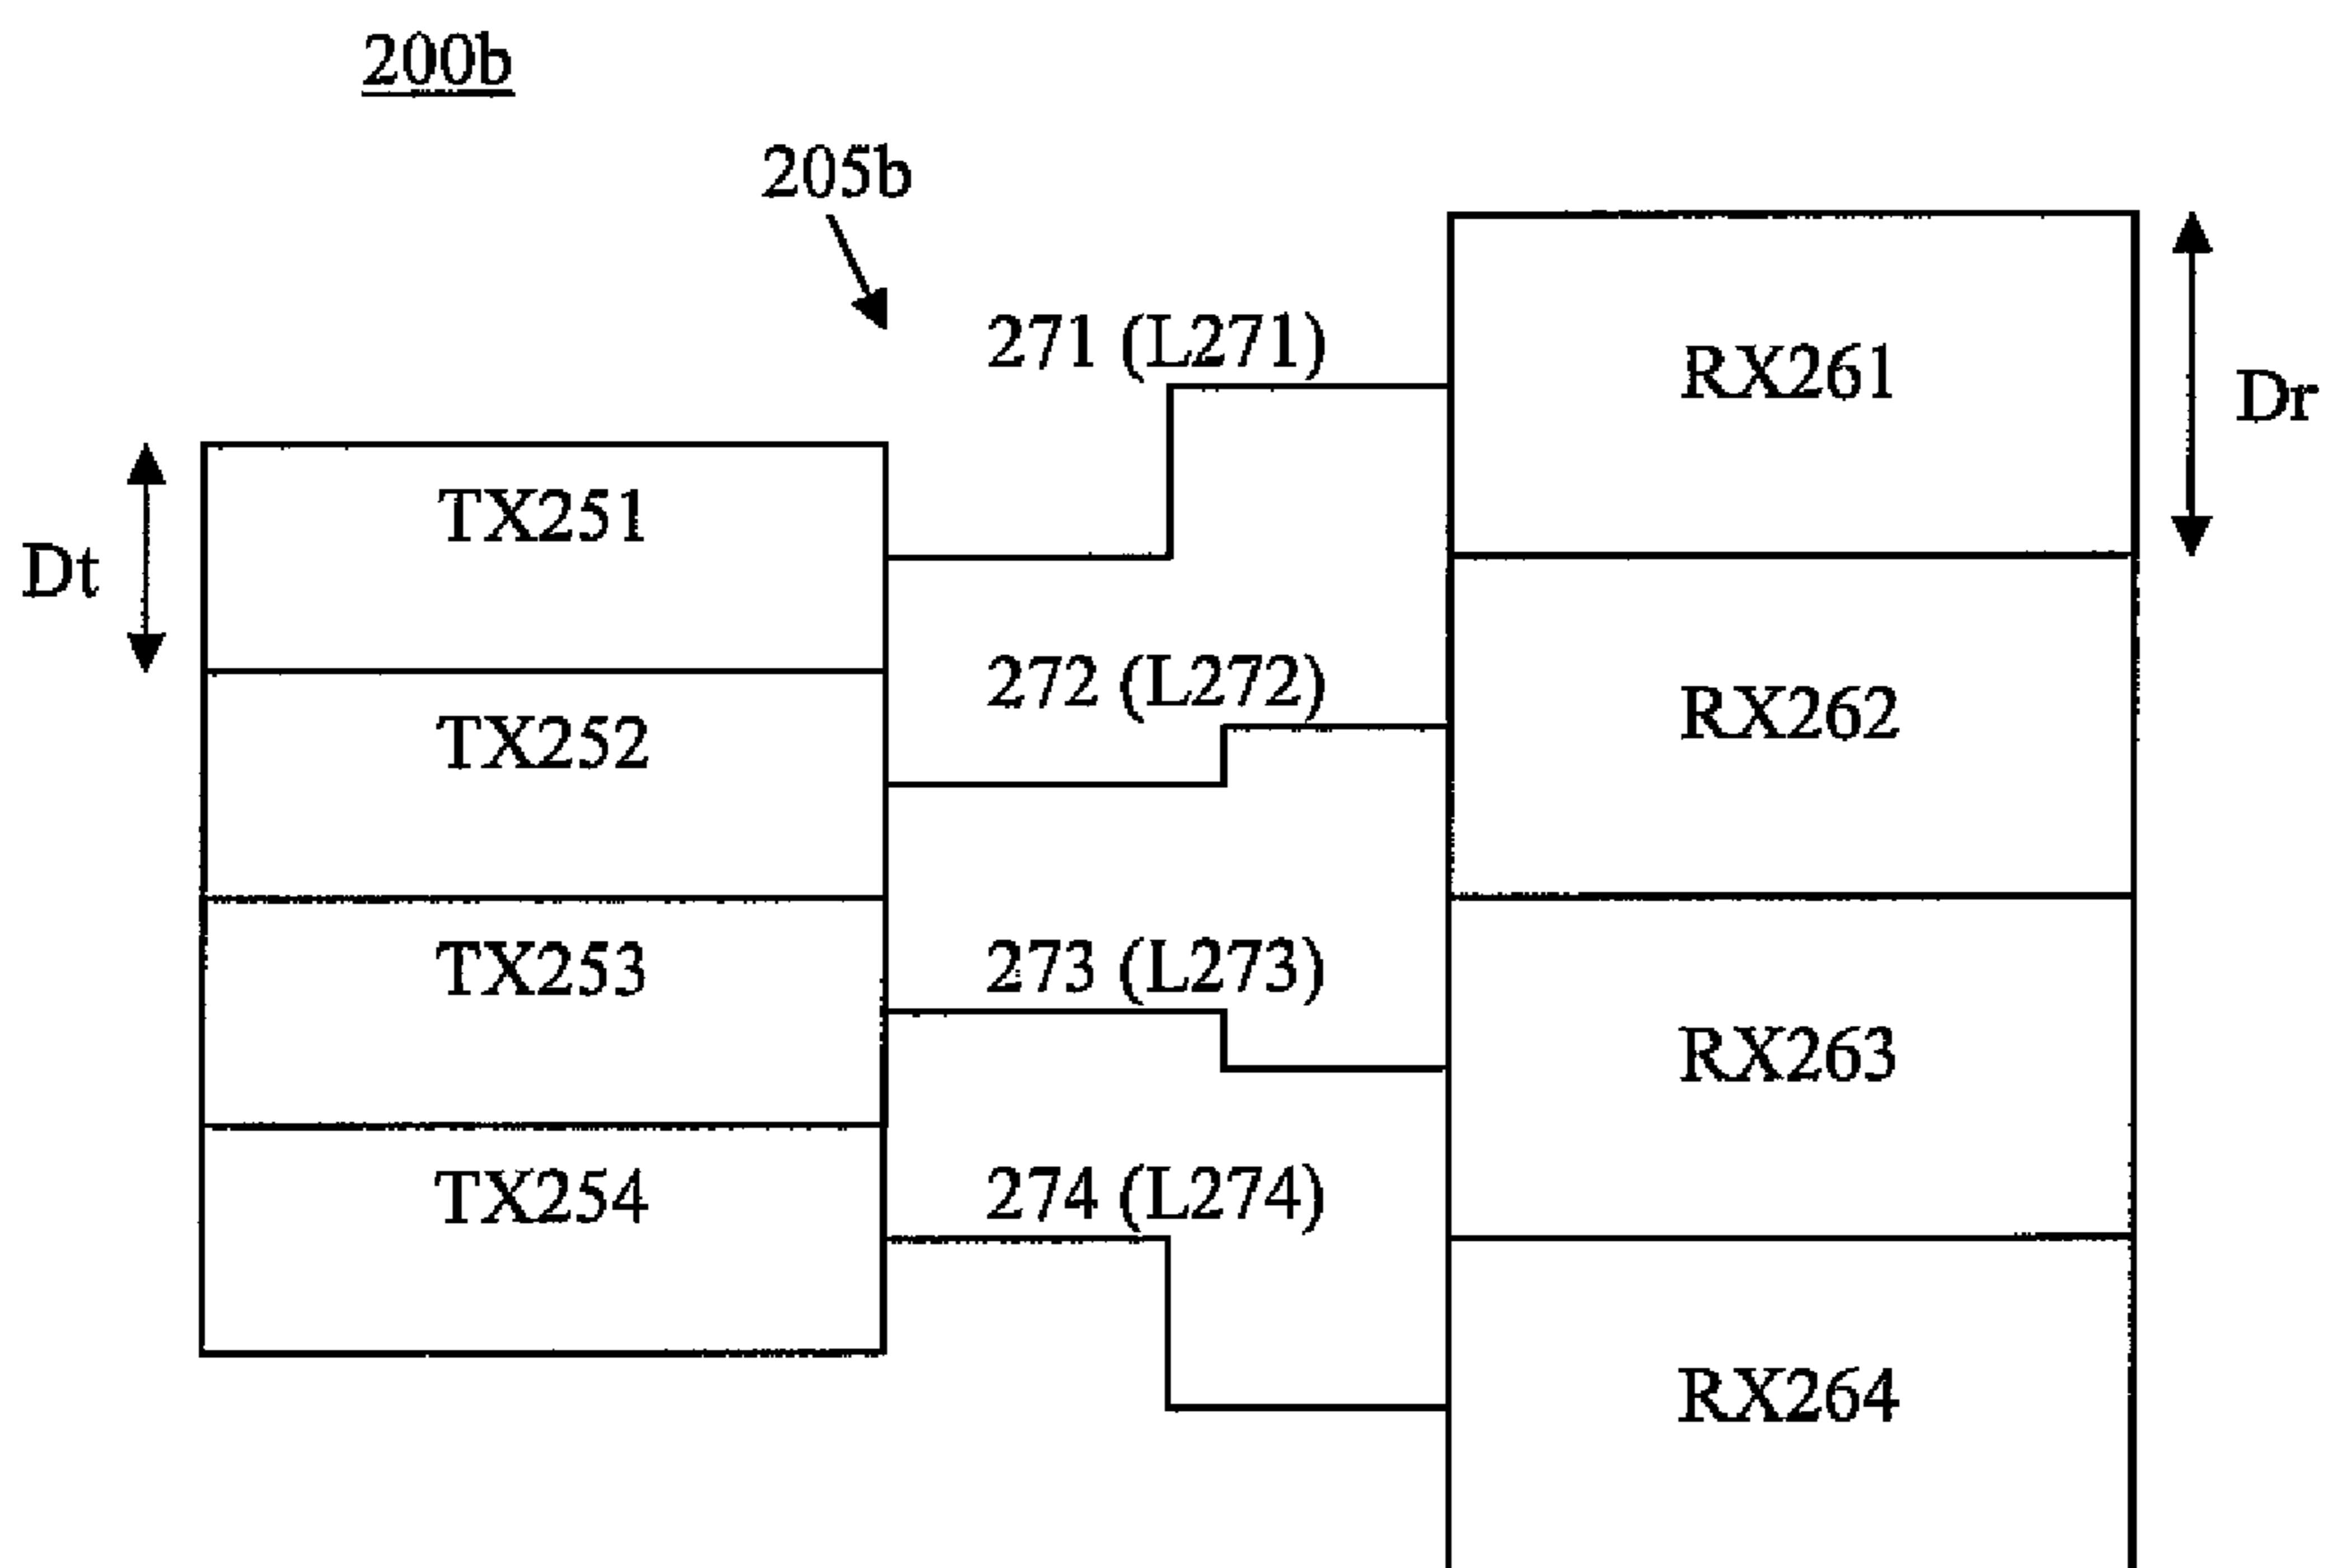 200b
205b
271 (L271)
RX261
Dr
TX251
Dt
272 (L272)
RX262
TX252
273 (L273)
TX253
RX263
274 (L274)
TX254
RX264